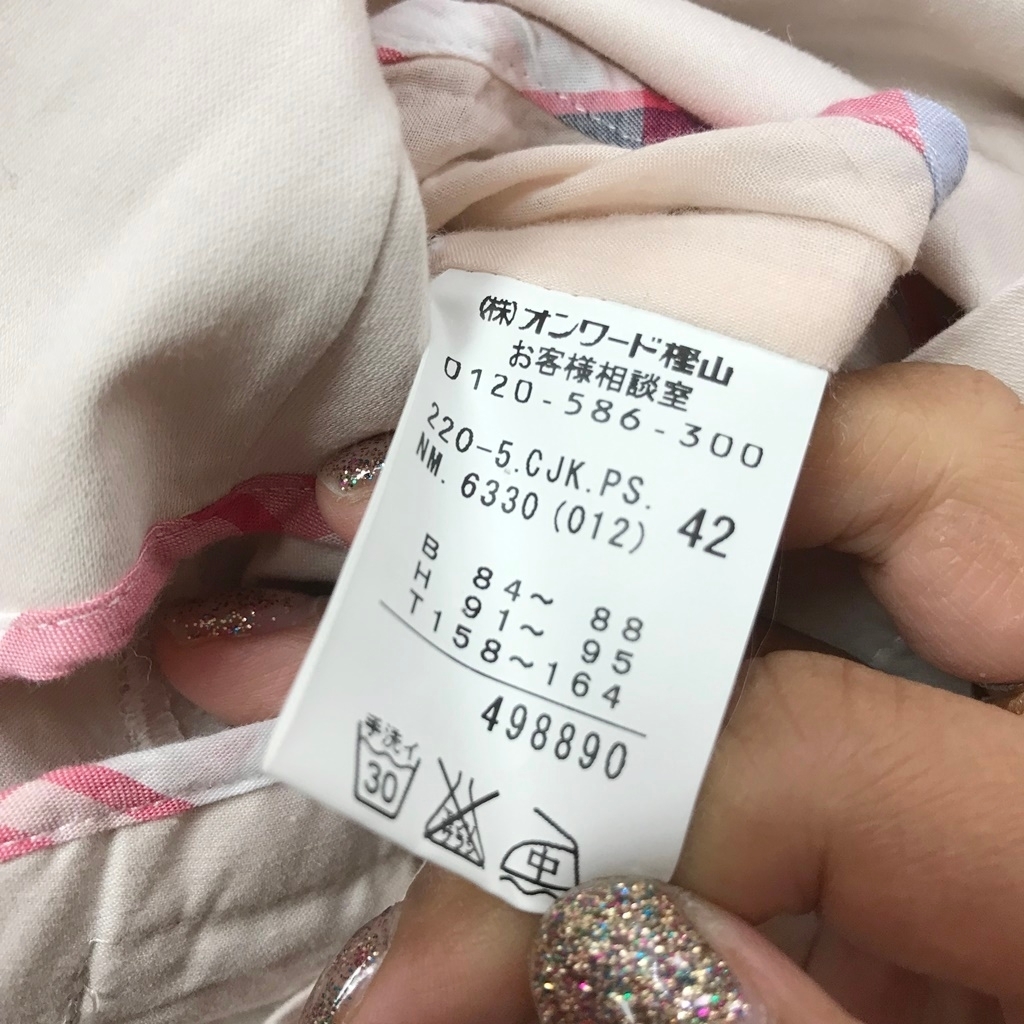 (株)オンワード樫山
お客様相談室
0120-586-300
220-5.CJK.PS.
NM. 6330 (012) 42
B 84~ 88
H 91~ 95
T158~164
498890
手洗イ
30
中